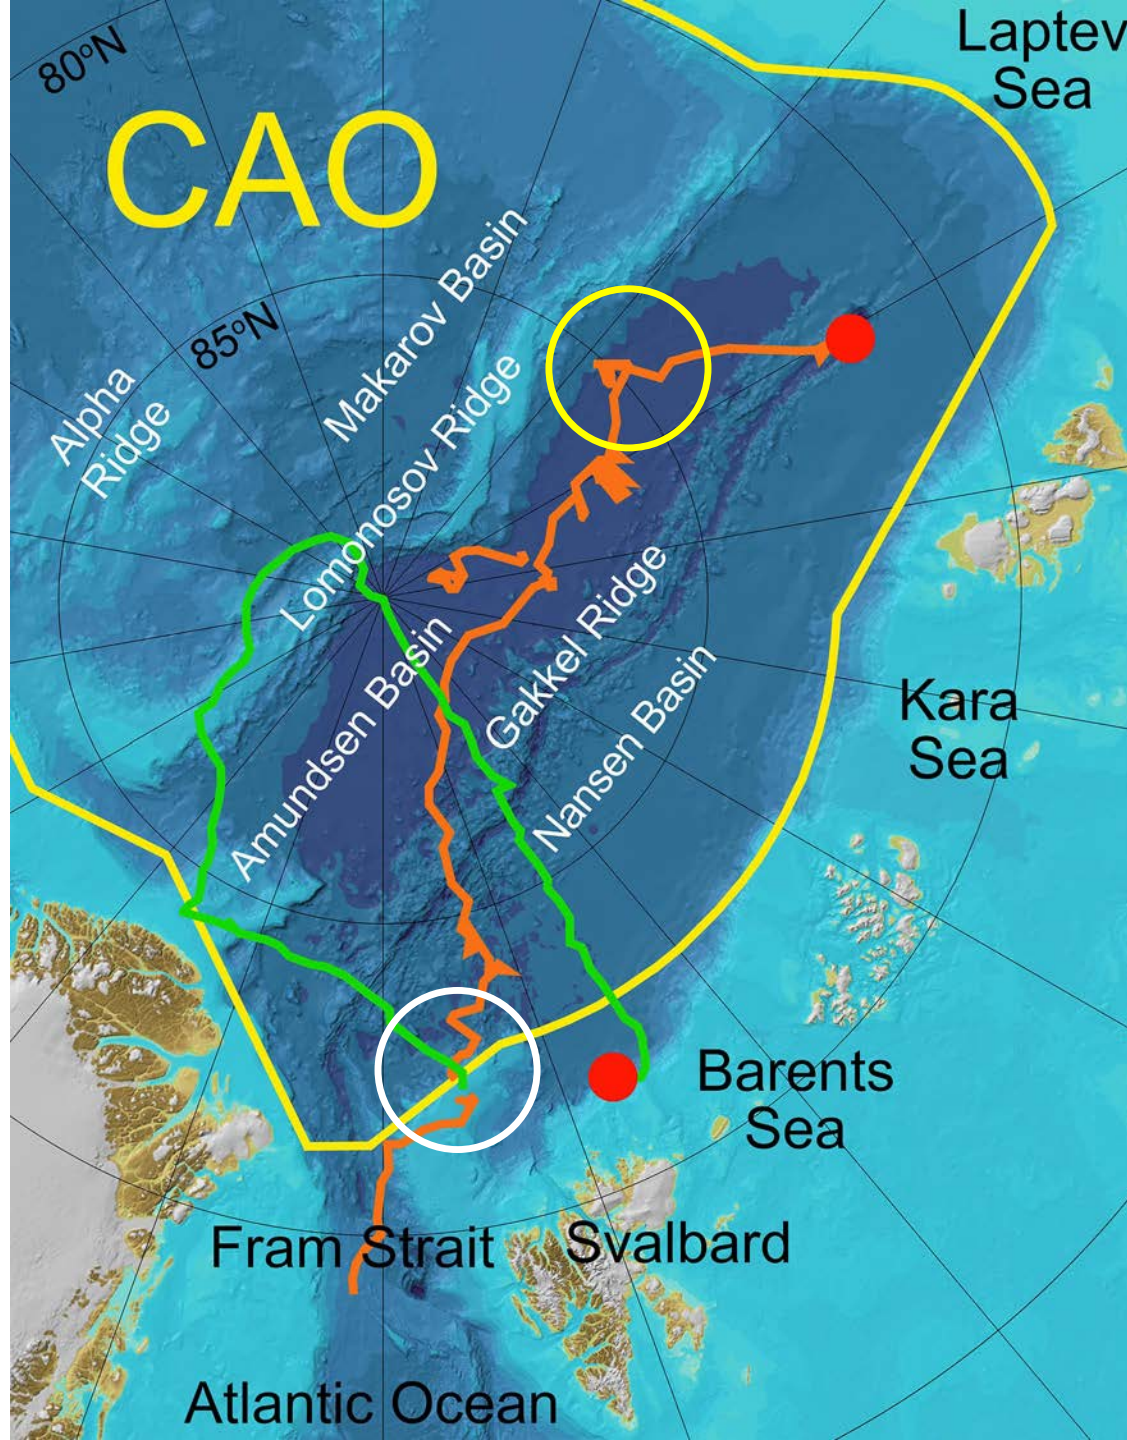 Laptev
Sea
80°N
CAO
85°N
Makarov Basin
Alpha
Ridge
Lomonosov Ridge
Amundsen Basin
Gakkel Ridge
Nansen Basin
Kara
Sea
Barents
Sea
Fram Strait
Svalbard
Atlantic Ocean